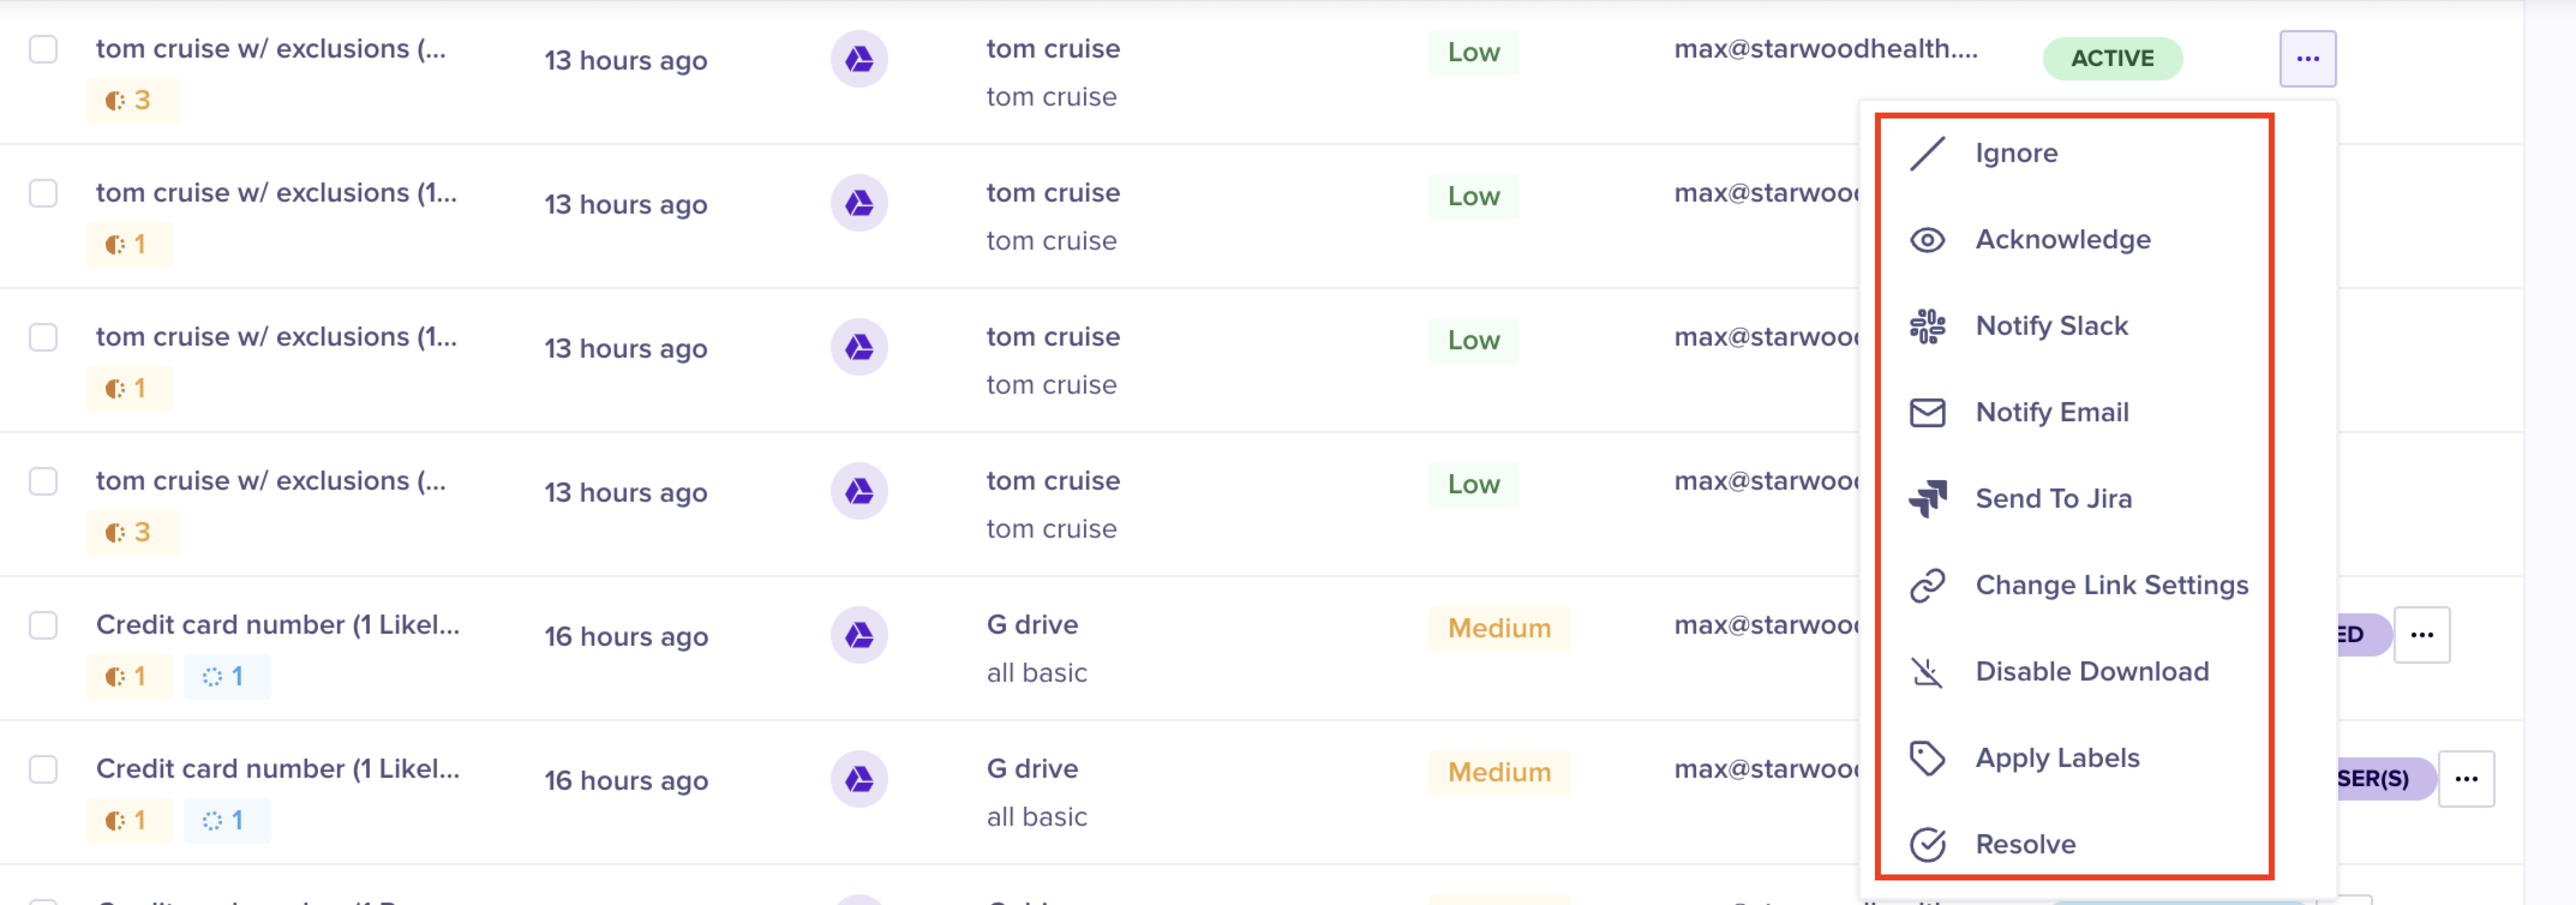 tom cruise w/ exclusions (...
13 hours ago
tom cruise
Low
max@starwoodhealth....
ACTIVE
...
3
tom cruise
Ignore
tom cruise w/ exclusions (1...
13 hours ago
tom cruise
Low
max@starwoo
1
tom cruise
Acknowledge
tom cruise w/ exclusions (1...
13 hours ago
tom cruise
Low
max@starwoo
Notify Slack
1
tom cruise
Notify Email
tom cruise w/ exclusions (...
13 hours ago
tom cruise
Low
max@starwoo
Send To Jira
3
tom cruise
Change Link Settings
Credit card number (1 Likel...
16 hours ago
G drive
Medium
max@starwoo
ED
...
1
1
all basic
Disable Download
Credit card number (1 Likel...
16 hours ago
G drive
Medium
max@starwoo
SER(S)
...
Apply Labels
1
1
all basic
Resolve